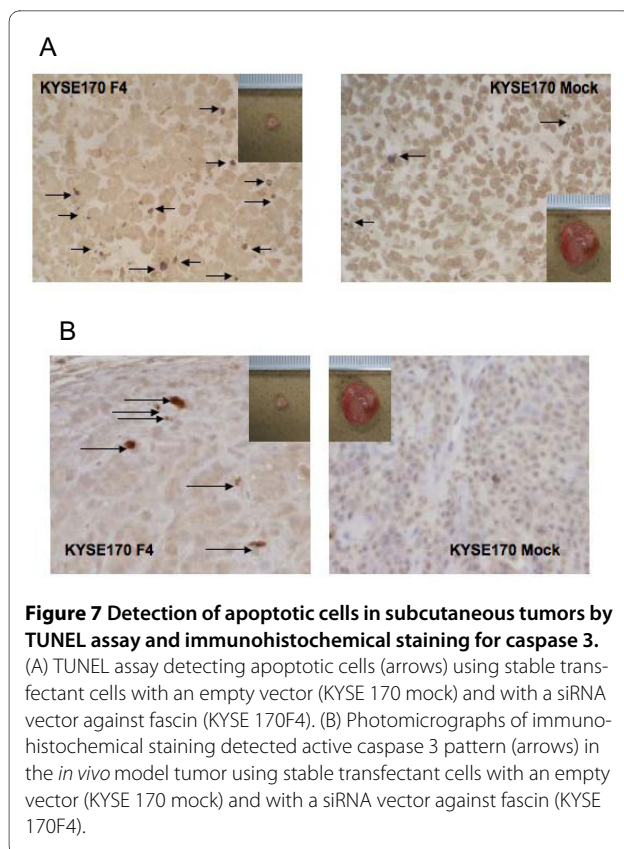 A
KYSE170 F4
KYSE170 Mock
B
KYSE170 F4
KYSE170 Mock
Figure 7 Detection of apoptotic cells in subcutaneous tumors by
TUNEL assay and immunohistochemical staining for caspase 3.
(A) TUNEL assay detecting apoptotic cells (arrows) using stable trans-
fectant cells with an empty vector (KYSE 170 mock) and with a siRNA
vector against fascin (KYSE 170F4). (B) Photomicrographs of immuno-
histochemical staining detected active caspase 3 pattern (arrows) in
the in vivo model tumor using stable transfectant cells with an empty
vector (KYSE 170 mock) and with a siRNA vector against fascin (KYSE
170F4).